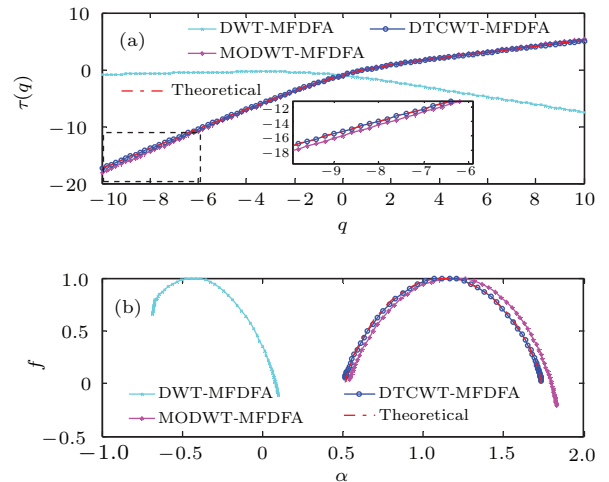 10
(a)
DWT-MFDFA
DTCWT-MFDFA
MODWT-MFDFA
0
Theoretical
τ(q)
-12
-14
-16
-18
-9
-8
-7
-6
-10
-20
-10
-8
-6
-4
-2
0
2
4
6
8
10
q
1.0
(b)
0.5
f
DWT-MFDFA
DTCWT-MFDFA
0
MODWT-MFDFA
Theoretical
-0.5
-1.0
-0.5
0
0.5
1.0
1.5
2.0
α